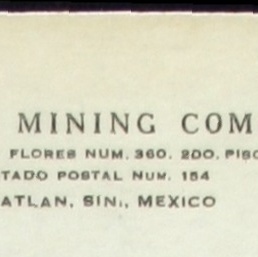 MINING COM
FLORES NUM. 360. 2DO. PISO
TADO POSTAL NUM. 154
ATLAN, SIN., MEXICO